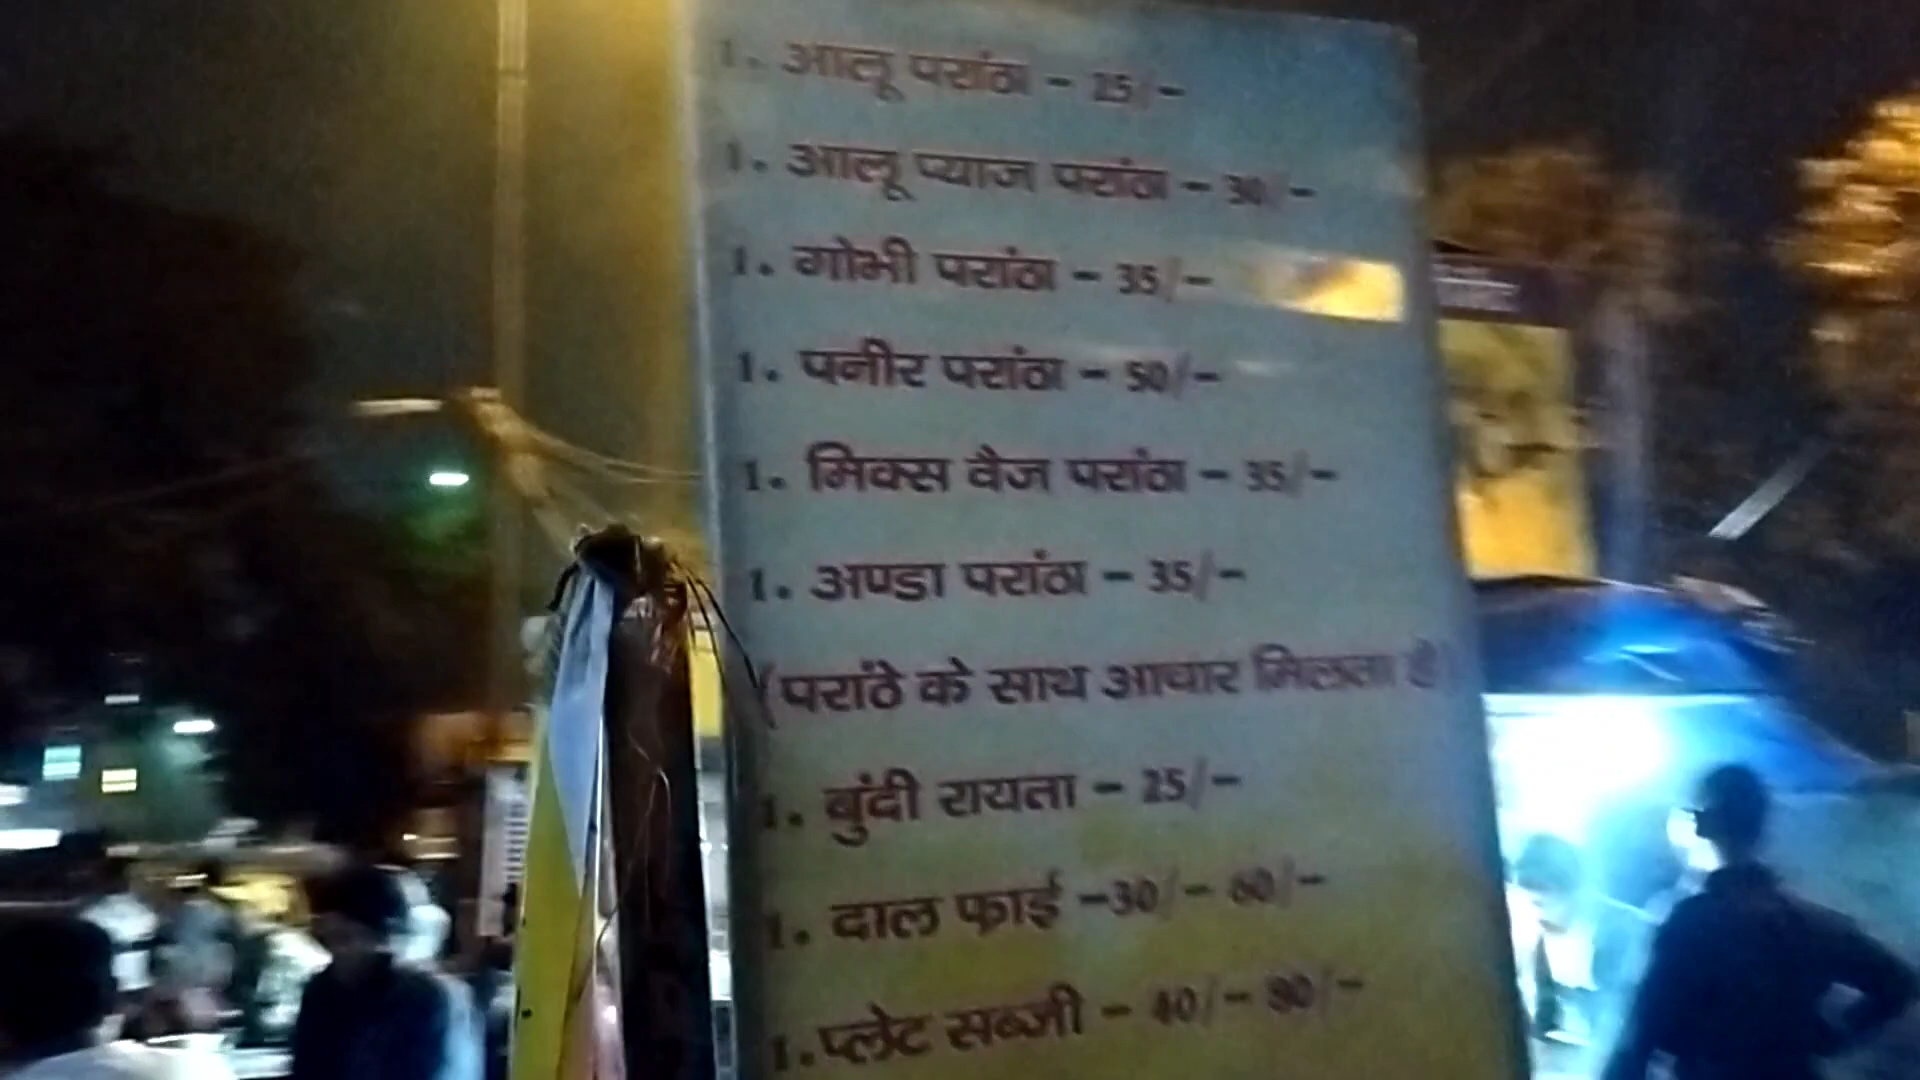 1. आलू परांठा - 25/-
1. आलू प्याज परांठा - 30/-
1. गोभी परांठा - 35/-
1. पनीर परांठा - 50/-
1. मिक्स वैज परांठा - 35/-
1. अण्डा परांठा - 35/-
(परांठे के साथ आचार मिलता है)
1. बुंदी रायता - 25/-
1. दाल फ्राई -30/- 60/-
1.प्लेट सब्जी - 40/- 80/-